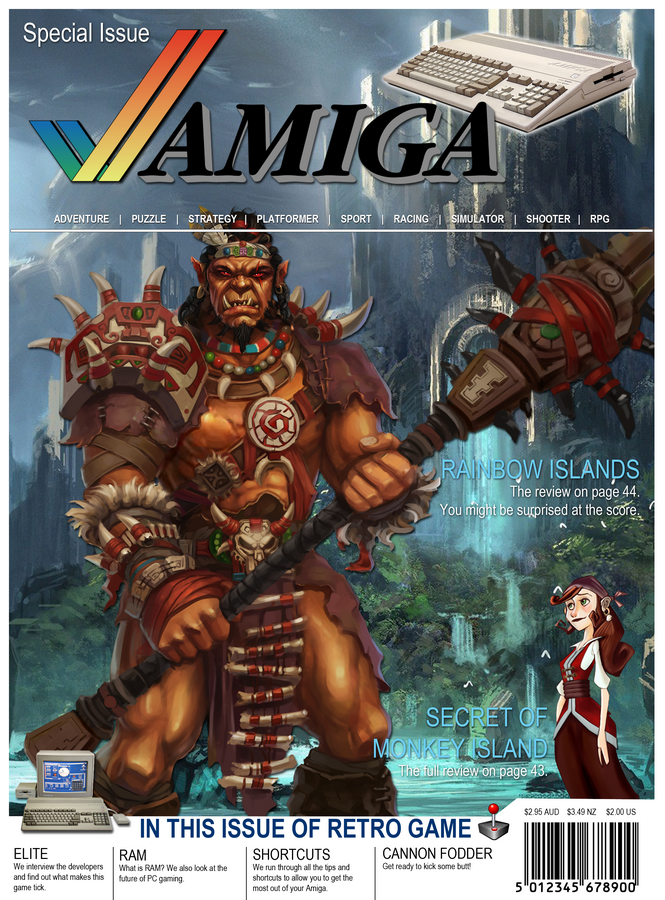 Special Issue
AMIGA
ADVENTURE | PUZZLE | STRATEGY | PLATFORMER | SPORT | RACING | SIMULATOR | SHOOTER | RPG
RAINBOW ISLANDS
The review on page 44.
You might be surprised at the score.
SECRET OF
MONKEY ISLAND
The full review on page 43.
IN THIS ISSUE OF RETRO GAME
$2.95 AUD $3.49 NZ $2.00 US
ELITE
We interview the developers
and find out what makes this
game tick.
RAM
What is RAM? We also look at the
future of PC gaming.
SHORTCUTS
We run through all the tips and
shortcuts to allow you to get the
most out of your Amiga.
CANNON FODDER
Get ready to kick some butt!
5 012345 678900